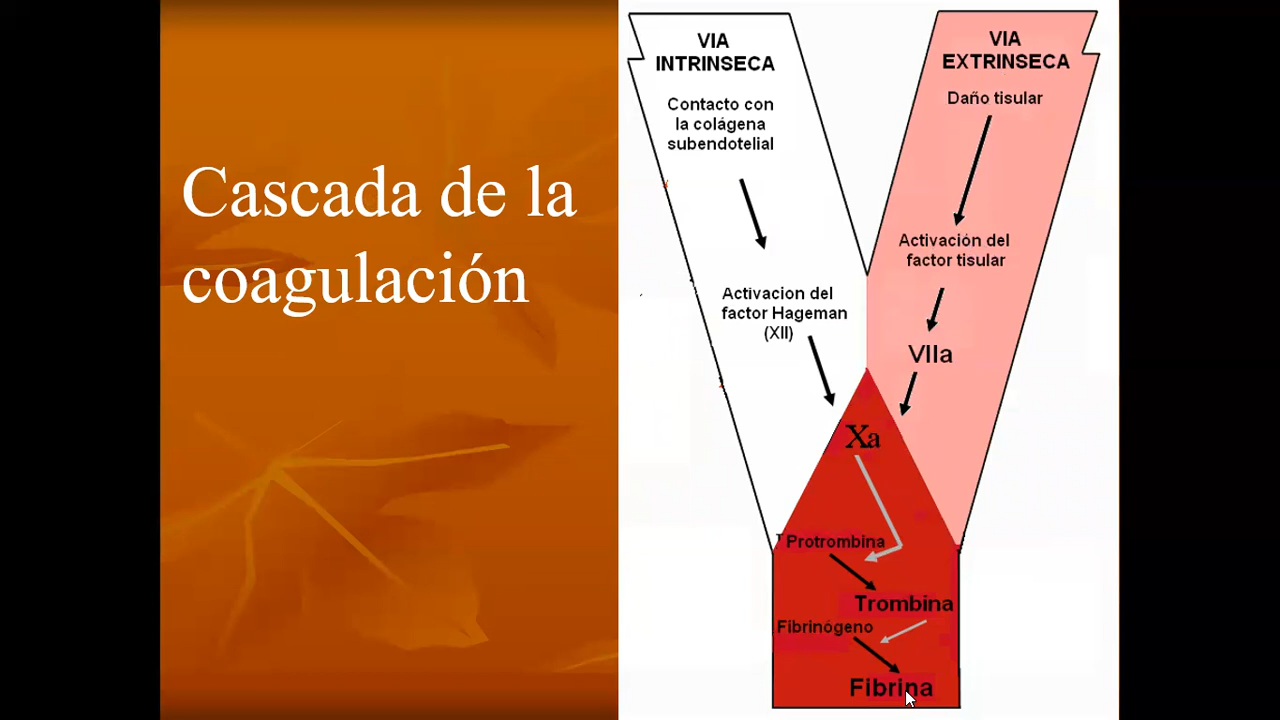 Cascada de la
coagulación
VIA
INTRINSECA
Contacto con
la colágena
subendotelial
Activacion del
factor Hageman
(XII)
VIA
EXTRINSECA
Daño tisular
Activación del
factor tisular
VIIa
Xa
Protrombina
Trombina
Fibrinógeno
Fibrina